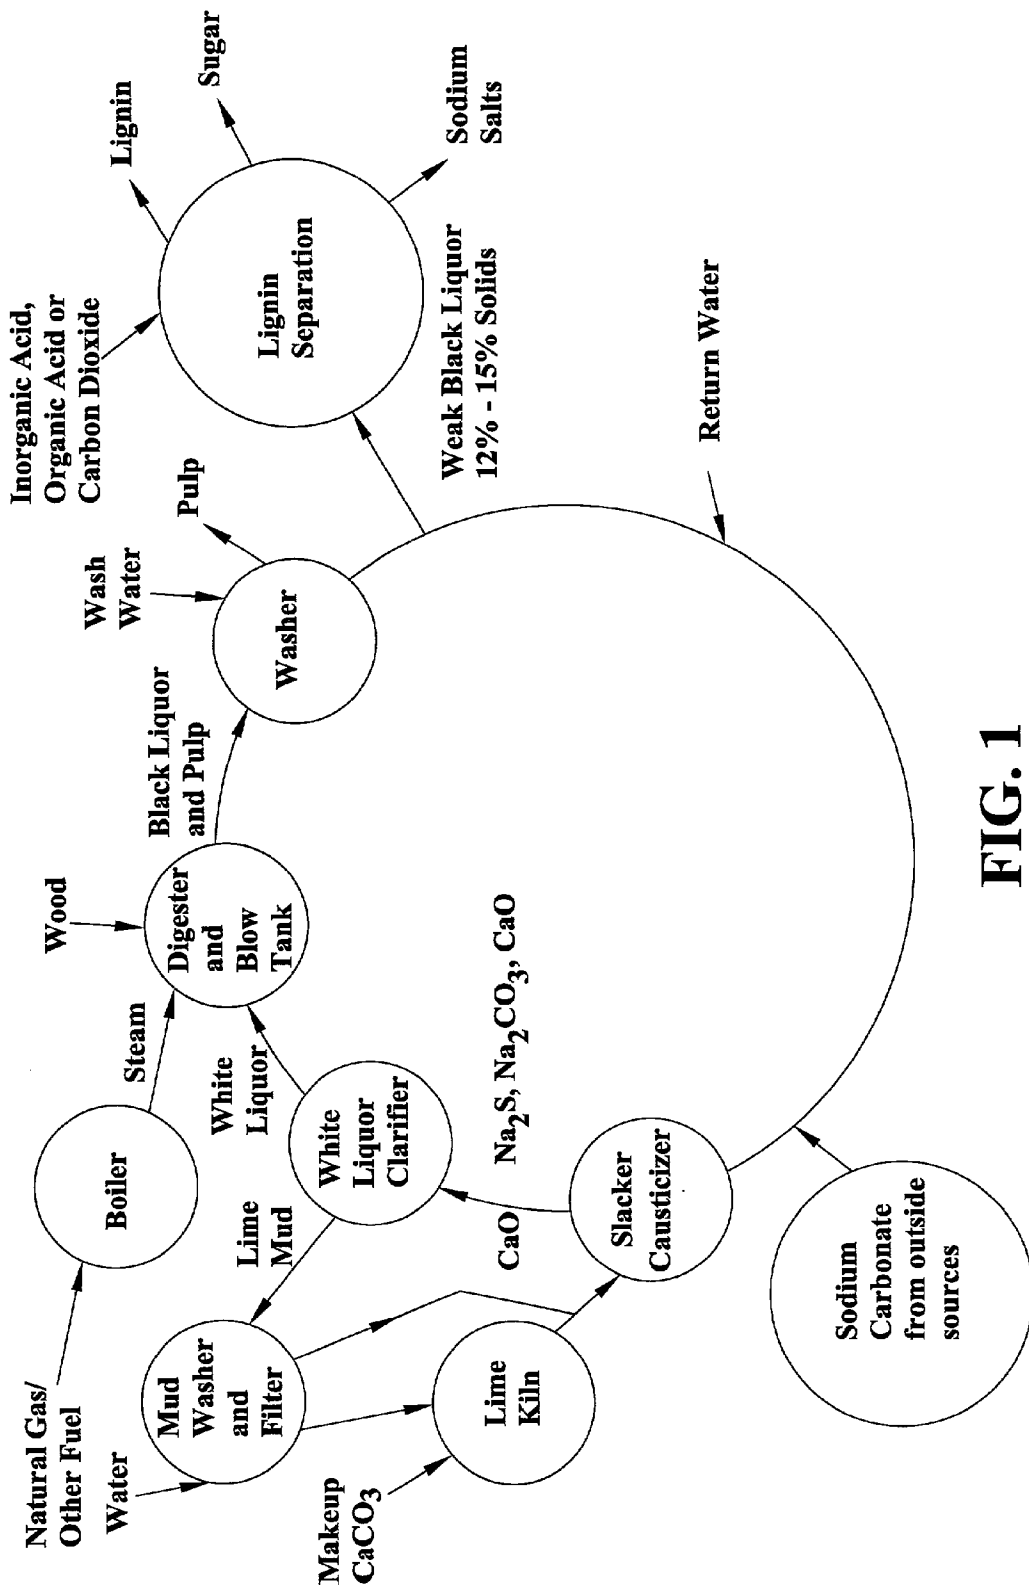 Natural Gas/
Other Fuel
Water
Boiler
Steam
Wood
Mud
Washer
and
Filter
Lime
Mud
White
Liquor
Digester
and
Blow
Tank
Black Liquor
and Pulp
Wash
Water
Pulp
Washer
Inorganic Acid,
Organic Acid or
Carbon Dioxide
Lignin
Sugar
Lignin
Separation
Sodium
Salts
Weak Black Liquor
12% - 15% Solids
Makeup
CaCO3
Lime
Kiln
White
Liquor
Clarifier
CaO
Na2S, Na2CO3, CaO
Slacker
Causticizer
Return Water
Sodium
Carbonate
from outside
sources
FIG. 1